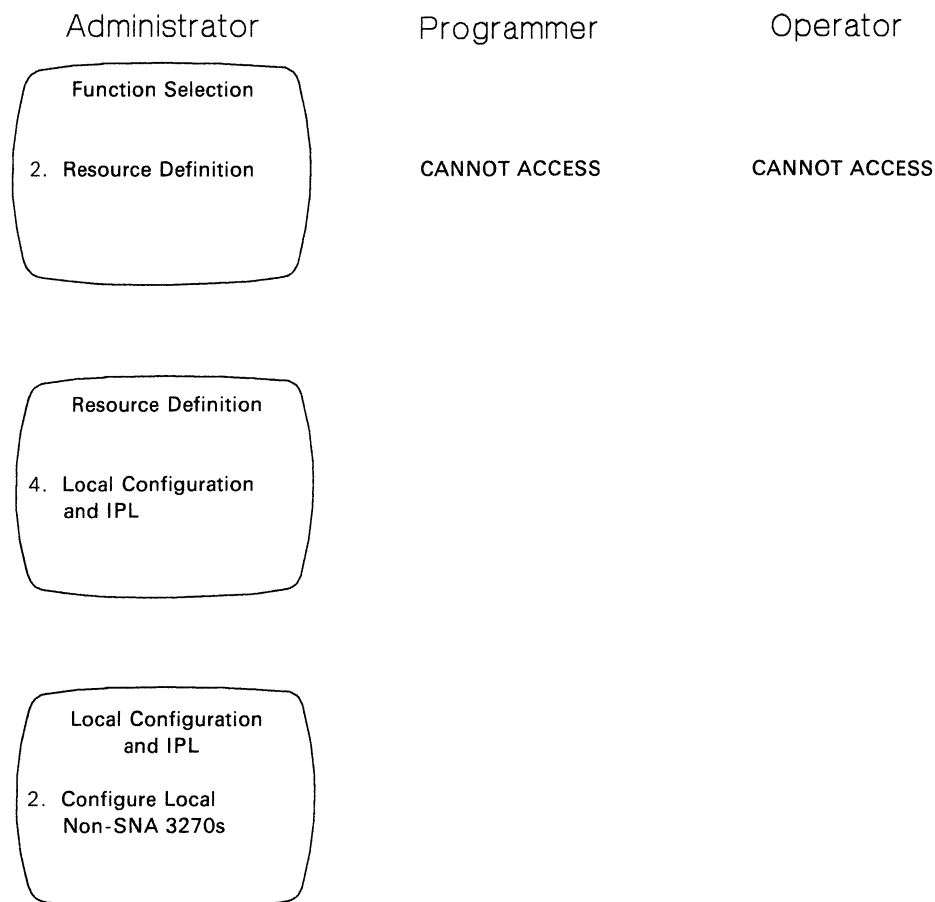 Administrator Programmer Operator
Function Selection
2. Resource Definition CANNOT ACCESS CANNOT ACCESS
Resource Definition
4. Local Configuration
and IPL
Local Configuration
and IPL
2. Configure Local
Non-SNA 3270s